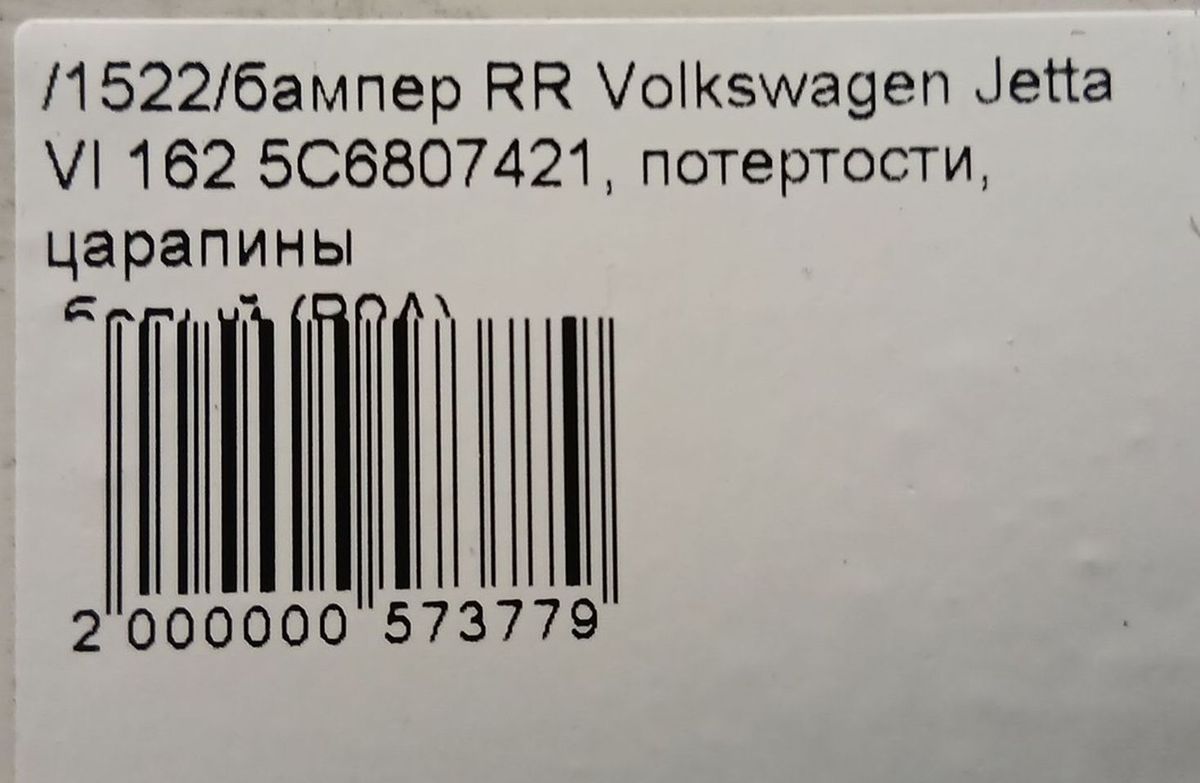 /1522/бампер RR Volkswagen Jetta
VI 162 5C6807421, потертости,
царапины
2 000000 573779